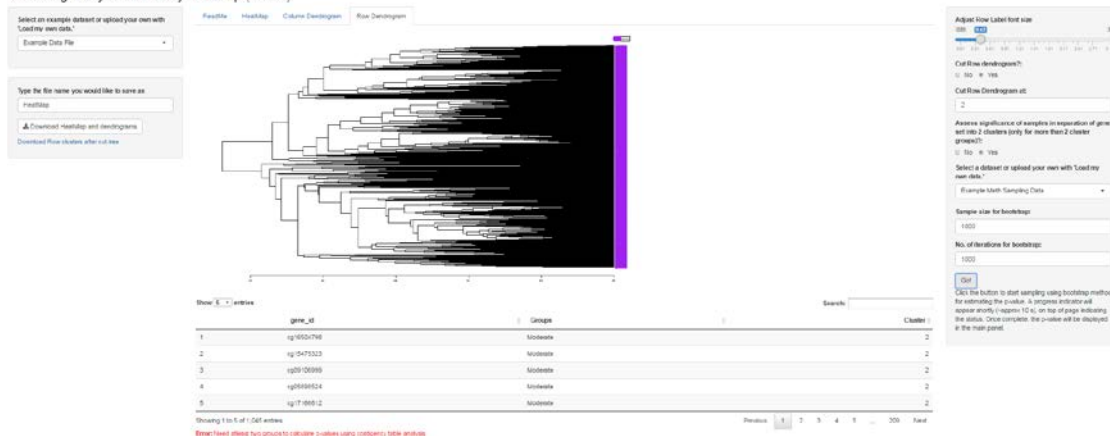 ReadMe HeatMap Column Dendrogram Row Dendrogram
Select an example dataset or upload your own with
'Load my own data.'
Example Data File
Type the file name you would like to save as
HeatMap
Download HeatMap and dendrograms
Download Row clusters after cut tree
Show 5 entries
Search:
gene_id Groups Cluster
1 Moderate 2
2 cg15475323 Moderate 2
3 Moderate 2
4 Moderate 2
5 Moderate 2
Showing 1 to 5 of 1,045 entries
Previous 1 2 3 4 5 ... 209 Next
Error: Need atleast two groups to calculate p-values using contigency table analysis
Adjust Row Label font size
Cut Row dendrogram?:
No Yes
Cut Row Dendrogram at:
2
Assess significance of samples in separation of gene
set into 2 clusters (only for more than 2 cluster
groups)?:
No Yes
Select a dataset or upload your own with 'Load my
own data.'
Example Meth Sampling Data
Sample size for bootstrap:
1000
No. of iterations for bootstrap:
1000
Go!
Click the button to start sampling using bootstrap method
for estimating the p-value. A progress indicator will
appear shortly (~approx 10 s), on top of page indicating
the status. Once complete, the p-value will be displayed
in the main panel.